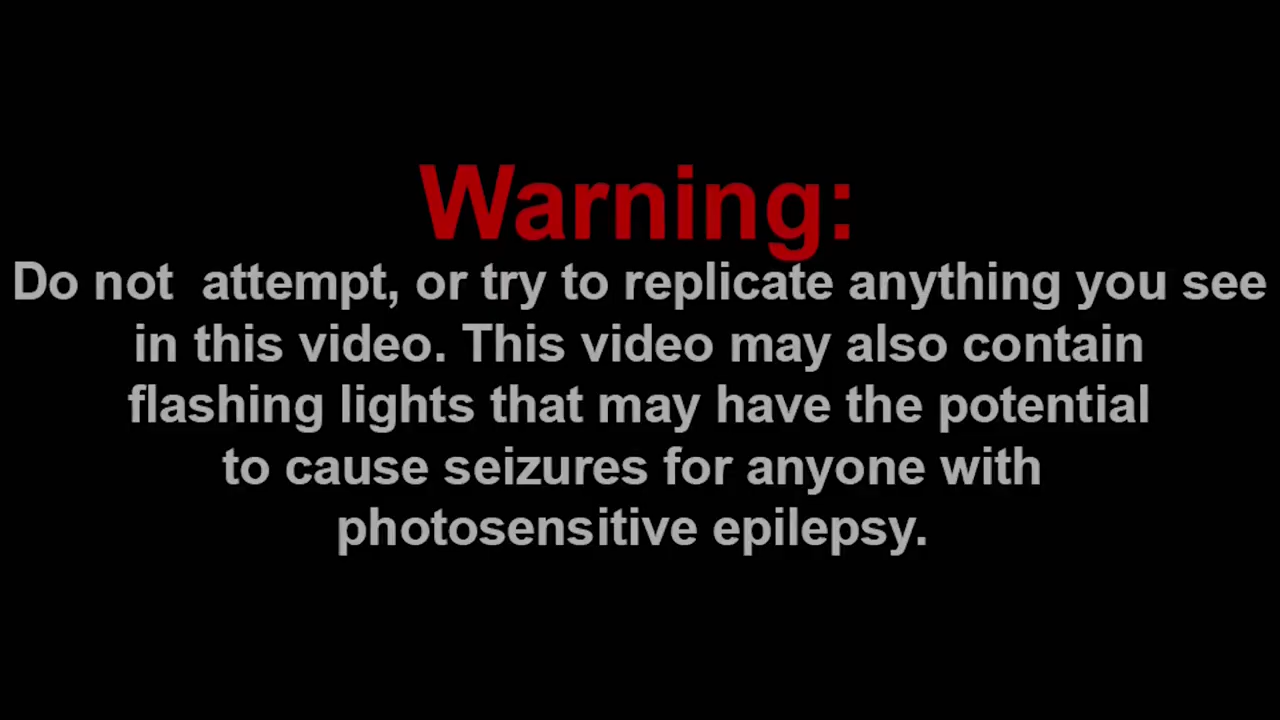 Warning:
Do not  attempt, or try to replicate anything you see
in this video. This video may also contain
flashing lights that may have the potential
to cause seizures for anyone with
photosensitive epilepsy.